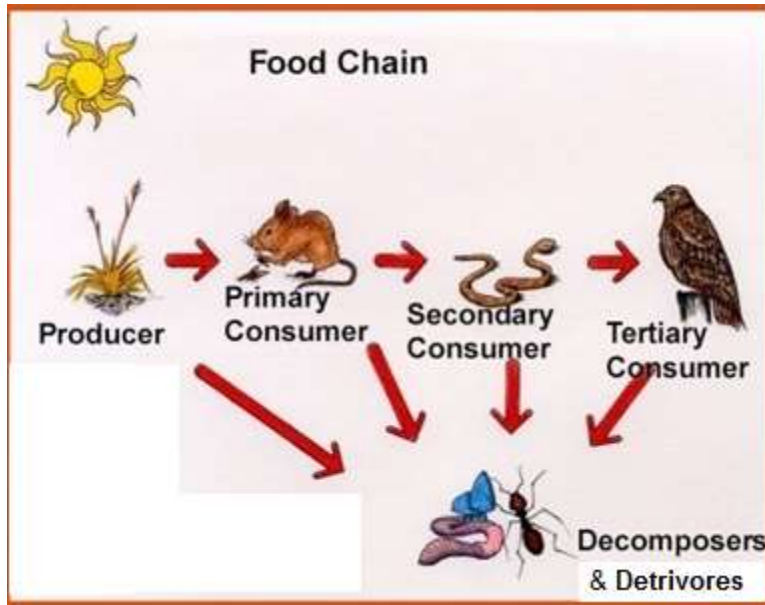 Food Chain
Producer
Primary
Consumer
Secondary
Consumer
Tertiary
Consumer
Decomposers
& Detrivores